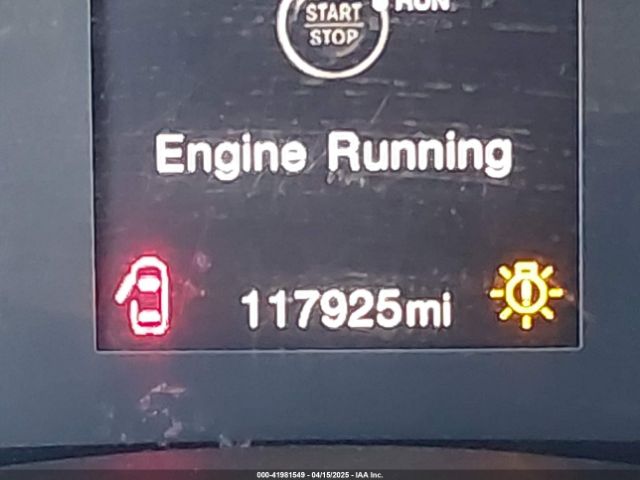 RUN
START
STOP
Engine Running
117925mi
000-41981549 - 04/15/2025 - IAA Inc.